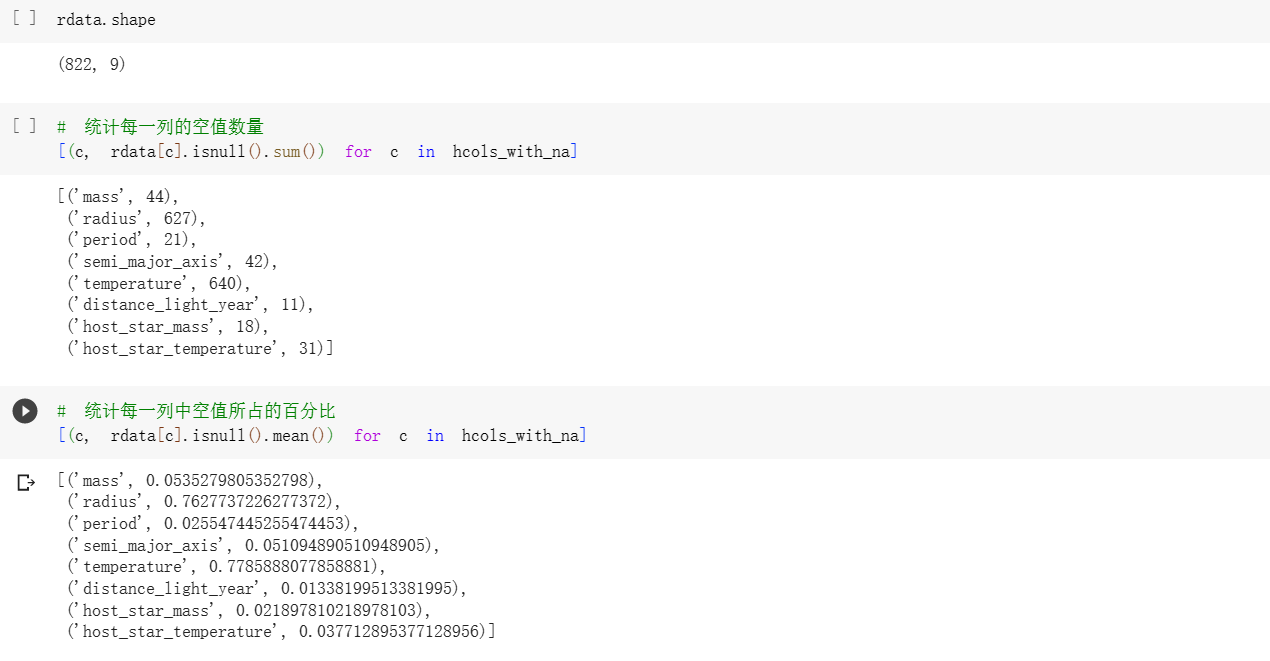 [ ] rdata.shape
(822, 9)
[ ] # 统计每一列的空值数量
[(c, rdata[c].isnull().sum()) for c in hcols_with_na]
[('mass', 44),
('radius', 627),
('period', 21),
('semi_major_axis', 42),
('temperature', 640),
('distance_light_year', 11),
('host_star_mass', 18),
('host_star_temperature', 31)]
# 统计每一列中空值所占的百分比
[(c, rdata[c].isnull().mean()) for c in hcols_with_na]
[('mass', 0.0535279805352798),
('radius', 0.7627737226277372),
('period', 0.025547445255474453),
('semi_major_axis', 0.051094890510948905),
('temperature', 0.7785888077858881),
('distance_light_year', 0.01338199513381995),
('host_star_mass', 0.021897810218978103),
('host_star_temperature', 0.037712895377128956)]